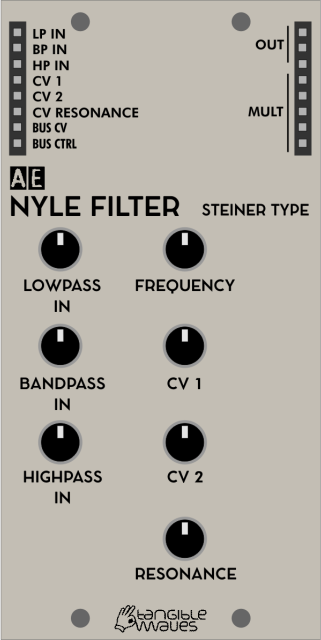 LP IN
BP IN
HP IN
CV 1
CV 2
CV RESONANCE
BUS CV
BUS CTRL
OUT
MULT
AE
NYLE FILTER STEINER TYPE
LOWPASS
IN
FREQUENCY
BANDPASS
IN
CV 1
HIGHPASS
IN
CV 2
RESONANCE
tangible
waves